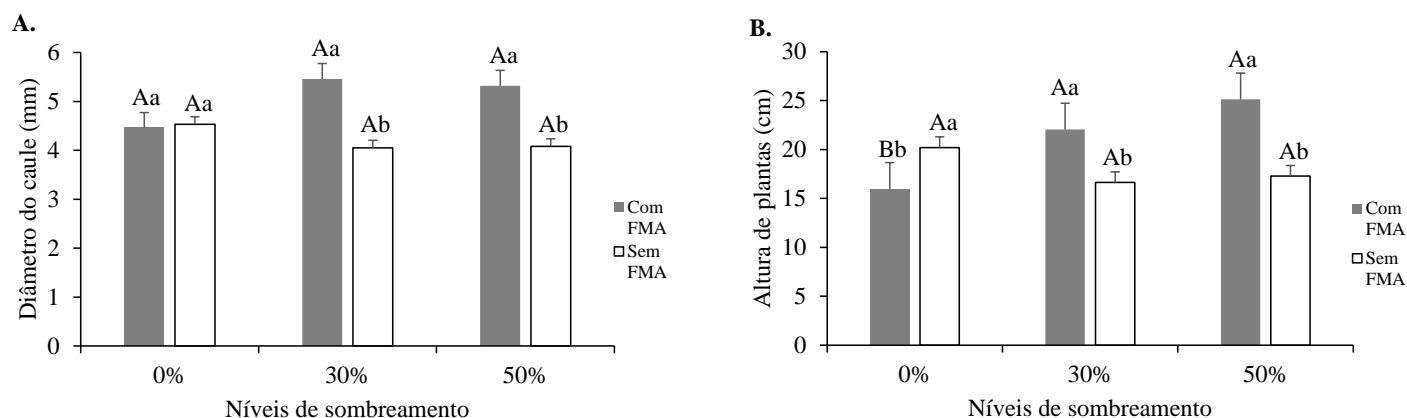 A.
Diâmetro do caule (mm)
6
5
4
3
2
1
0
Aa
Aa
Aa
Ab
Aa
Ab
0%
30%
50%
Níveis de sombreamento
Com
FMA
Sem
FMA
B.
Altura de plantas (cm)
30
25
20
15
10
5
0
Bb
Aa
Aa
Ab
Aa
Ab
0%
30%
50%
Níveis de sombreamento
Com
FMA
Sem
FMA